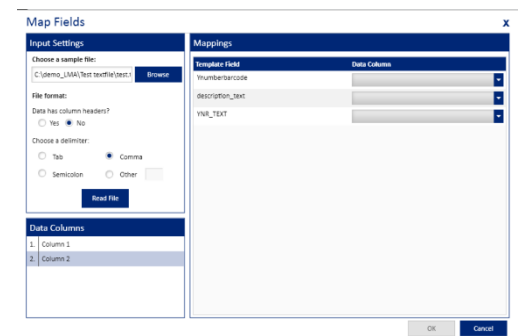 Map Fields
x
Input Settings
Choose a sample file:
C:\demo_LMA\Test textfile\test.
Browse
File format:
Data has column headers?
Yes No
Choose a delimiter:
Tab Comma
Semicolon Other
Read File
Data Columns
1. Column 1
2. Column 2
Mappings
Template Field Data Column
Ynumberbarcode
description_text
YNR_TEXT
OK Cancel